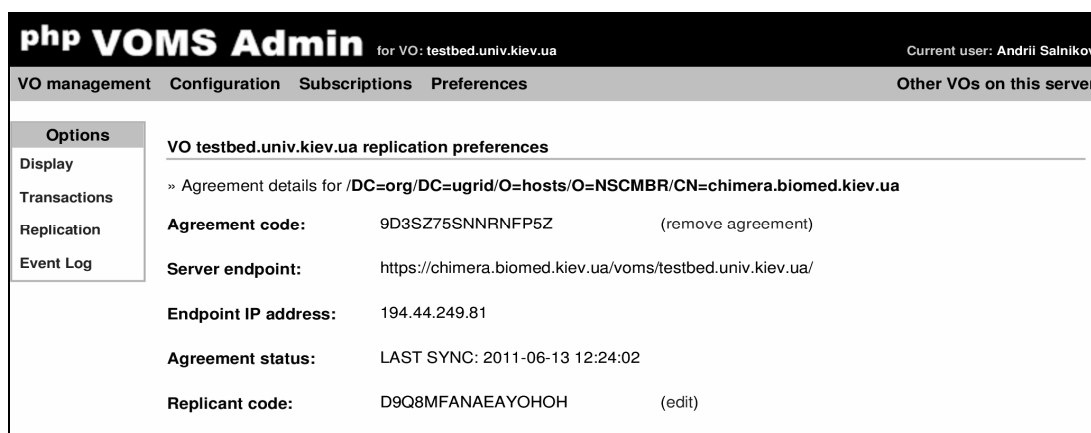 php VOMS Admin for VO: testbed.univ.kiev.ua Current user: Andrii Salnikov
VO management Configuration Subscriptions Preferences Other VOs on this server
Options
Display
Transactions
Replication
Event Log
VO testbed.univ.kiev.ua replication preferences
» Agreement details for /DC=org/DC=ugrid/O=hosts/O=NSCMBR/CN=chimera.biomed.kiev.ua
Agreement code: 9D3SZ75SNNRNFP5Z (remove agreement)
Server endpoint: https://chimera.biomed.kiev.ua/voms/testbed.univ.kiev.ua/
Endpoint IP address: 194.44.249.81
Agreement status: LAST SYNC: 2011-06-13 12:24:02
Replicant code: D9Q8MFANAEAYOHOH (edit)